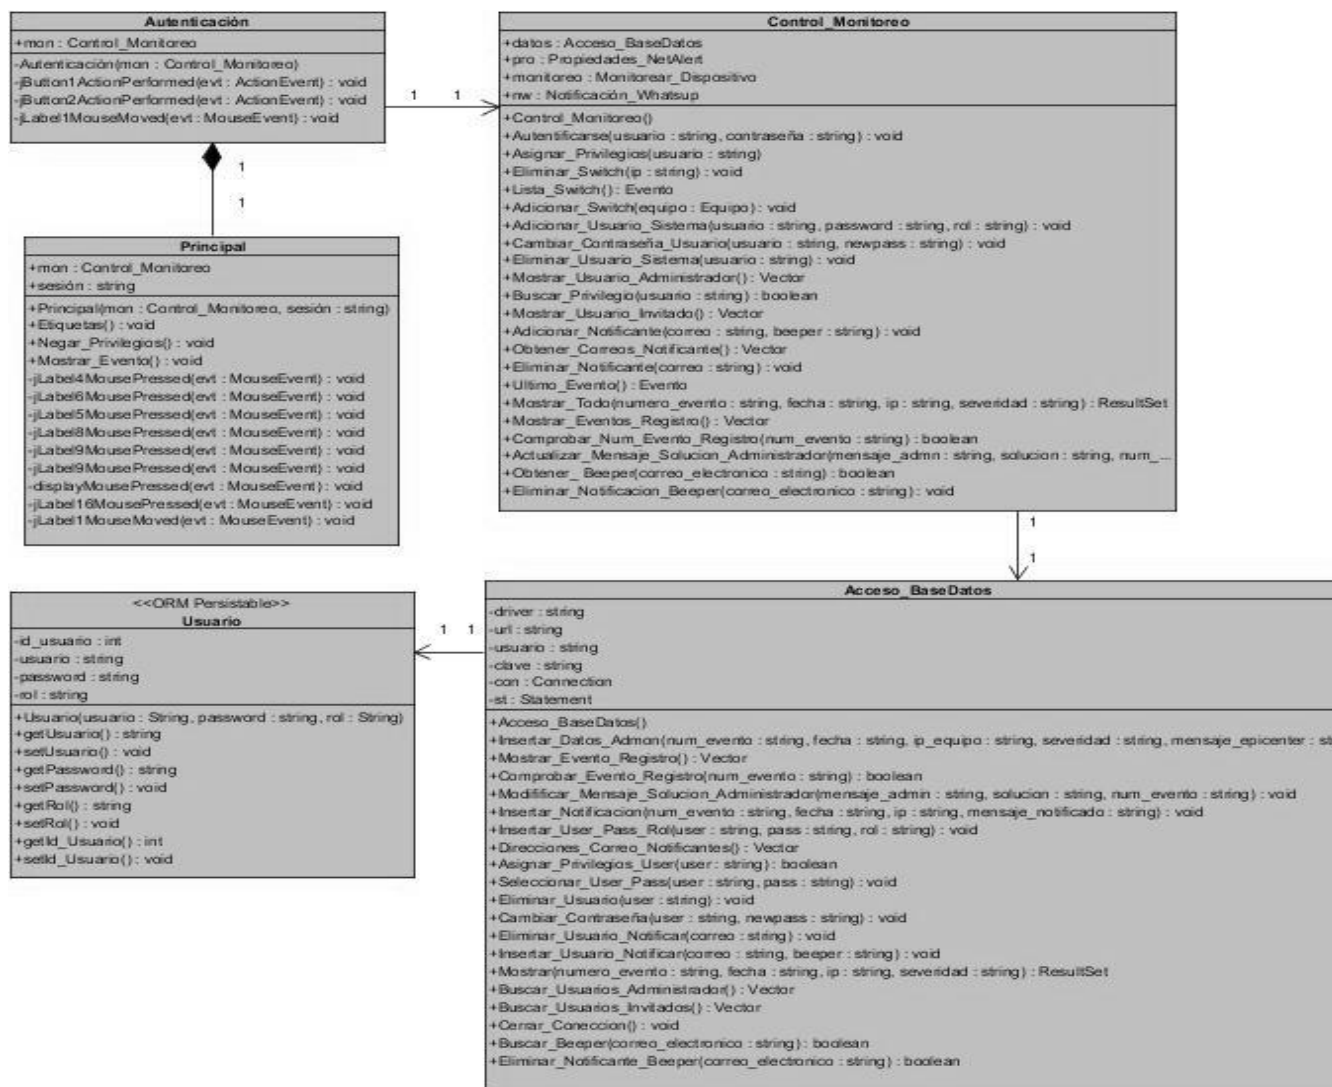 Autenticación
+mon : Control_Monitoreo
-Autenticación(mon : Control_Monitoreo)
-jButton1ActionPerformed(evt : ActionEvent) : void
-jButton2ActionPerformed(evt : ActionEvent) : void
-jLabel1MouseMoved(evt : MouseEvent) : void
1
1
1
1
Principal
+mon : Control_Monitoreo
+sesión : string
+Principal(mon : Control_Monitoreo, sesión : string)
+Etiquetas() : void
+Negar_Privilegios() : void
+Mostrar_Evento() : void
-jLabel4MousePressed(evt : MouseEvent) : void
-jLabel6MousePressed(evt : MouseEvent) : void
-jLabel5MousePressed(evt : MouseEvent) : void
-jLabel8MousePressed(evt : MouseEvent) : void
-jLabel9MousePressed(evt : MouseEvent) : void
-jLabel9MousePressed(evt : MouseEvent) : void
-displayMousePressed(evt : MouseEvent) : void
-jLabel16MousePressed(evt : MouseEvent) : void
-jLabel1MouseMoved(evt : MouseEvent) : void
Control_Monitoreo
+datos : Acceso_BaseDatos
+pro : Propiedades_NetAlert
+monitoreo : Monitorear_Dispositivo
+nw : Notificación_Whatsup
+Control_Monitoreo()
+Autentificarse(usuario : string, contraseña : string) : void
+Asignar_Privilegios(usuario : string)
+Eliminar_Switch(ip : string) : void
+Lista_Switch() : Evento
+Adicionar_Switch(equipo : Equipo) : void
+Adicionar_Usuario_Sistema(usuario : string, password : string, rol : string) : void
+Cambiar_Contraseña_Usuario(usuario : string, newpass : string) : void
+Eliminar_Usuario_Sistema(usuario : string) : void
+Mostrar_Usuario_Administrador() : Vector
+Buscar_Privilegio(usuario : string) : boolean
+Mostrar_Usuario_Invitado() : Vector
+Adicionar_Notificante(correo : string, beeper : string) : void
+Obtener_Correos_Notificante() : Vector
+Eliminar_Notificante(correo : string) : void
+Ultimo_Evento() : Evento
+Mostrar_Todo(numero_evento : string, fecha : string, ip : string, severidad : string) : ResultSet
+Mostrar_Eventos_Registro() : Vector
+Comprobar_Num_Evento_Registro(num_evento : string) : boolean
+Actualizar_Mensaje_Solucion_Administrador(mensaje_admn : string, solucion : string, num_...
+Obtener_ Beeper(correo_electronico : string) : boolean
+Eliminar_Notificacion_Beeper(correo_electronico : string) : void
1
1
<<ORM Persistable>>
Usuario
-id_usuario : int
-usuario : string
-password : string
-rol : string
+Usuario(usuario : String, password : string, rol : String)
+getUsuario() : string
+setUsuario() : void
+getPassword() : string
+setPassword() : void
+getRol() : string
+setRol() : void
+getId_Usuario() : int
+setId_Usuario() : void
1
1
Acceso_BaseDatos
-driver : string
-url : string
-usuario : string
-clave : string
-con : Connection
-st : Statement
+Acceso_BaseDatos()
+Insertar_Datos_Admon(num_evento : string, fecha : string, ip_equipo : string, severidad : string, mensaje_epicenter : st
+Mostrar_Evento_Registro() : Vector
+Comprobar_Evento_Registro(num_evento : string) : boolean
+Modifificar_Mensaje_Solucion_Administrador(mensaje_admin : string, solucion : string, num_evento : string) : void
+Insertar_Notificacion(num_evento : string, fecha : string, ip : string, mensaje_notificado : string) : void
+Insertar_User_Pass_Rol(user : string, pass : string, rol : string) : void
+Direcciones_Correo_Notificantes() : Vector
+Asignar_Privilegios_User(user : string) : boolean
+Seleccionar_User_Pass(user : string, pass : string) : void
+Eliminar_Usuario(user : string) : void
+Cambiar_Contraseña(user : string, newpass : string) : void
+Eliminar_Usuario_Notificar(correo : string) : void
+Insertar_Usuario_Notificar(correo : string, beeper : string) : void
+Mostrar(numero_evento : string, fecha : string, ip : string, severidad : string) : ResultSet
+Buscar_Usuarios_Administrador() : Vector
+Buscar_Usuarios_Invitados() : Vector
+Cerrar_Coneccion() : void
+Buscar_Beeper(correo_electronico : string) : boolean
+Eliminar_Notificante_Beeper(correo_electronico : string) : boolean